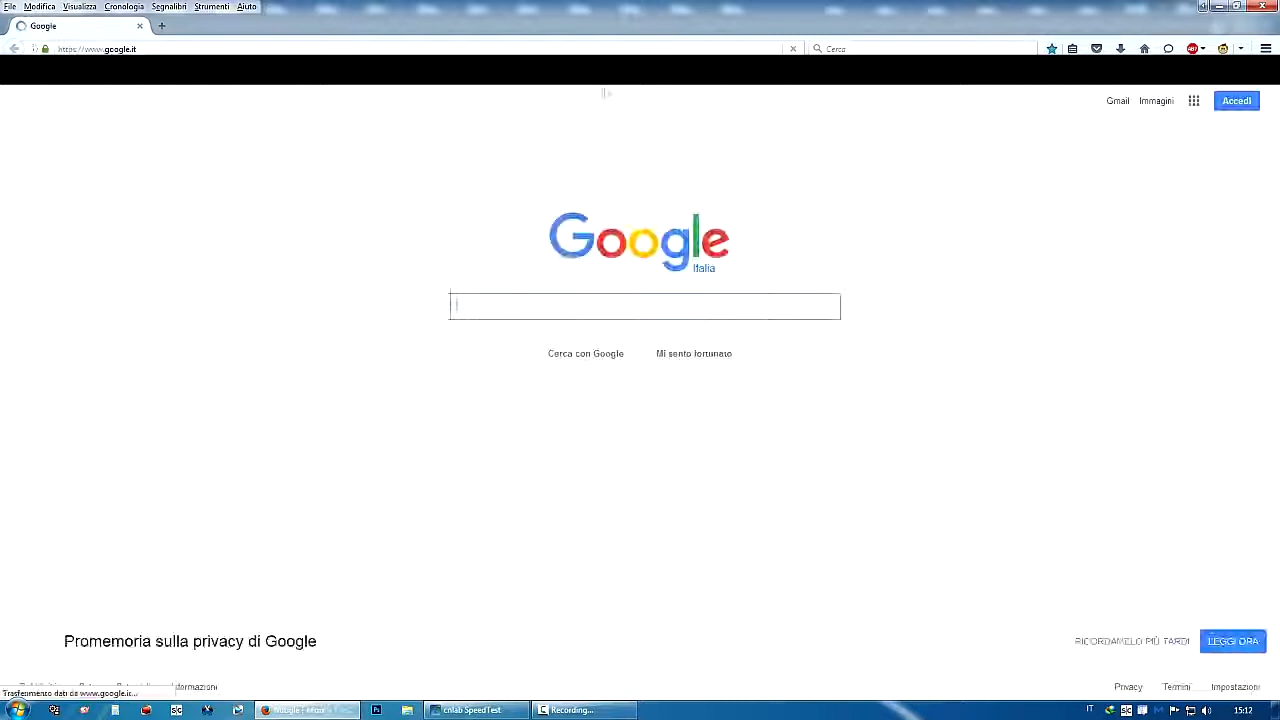 File Modifica Visualizza Cronologia Segnalibri Strumenti Aiuto
Google
https://www.google.it
Cerca
ABP
Gmail Immagini Accedi
Google
Italia
Cerca con Google Mi sento fortunato
Promemoria sulla privacy di Google
RICORDAMELO PIÙ TARDI LEGGI ORA
Trasferimento dati da www.google.it...
Privacy Termini Impostazioni
Ps
cnlab SpeedTest
Recording...
IT
15:12